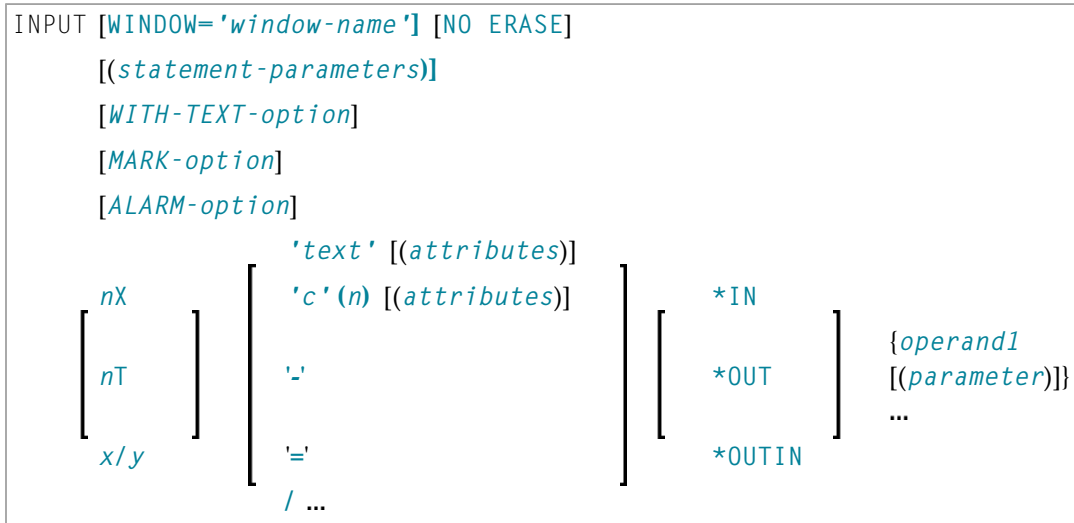 INPUT [WINDOW='window-name'] [NO ERASE]
[(statement-parameters)]
[WITH-TEXT-option]
[MARK-option]
[ALARM-option]
'text' [(attributes)]
nX 'c' (n) [(attributes)] *IN
{operand1
nT '-' *OUT [(parameter)]}
...
x/y '=' *OUTIN
/ ...